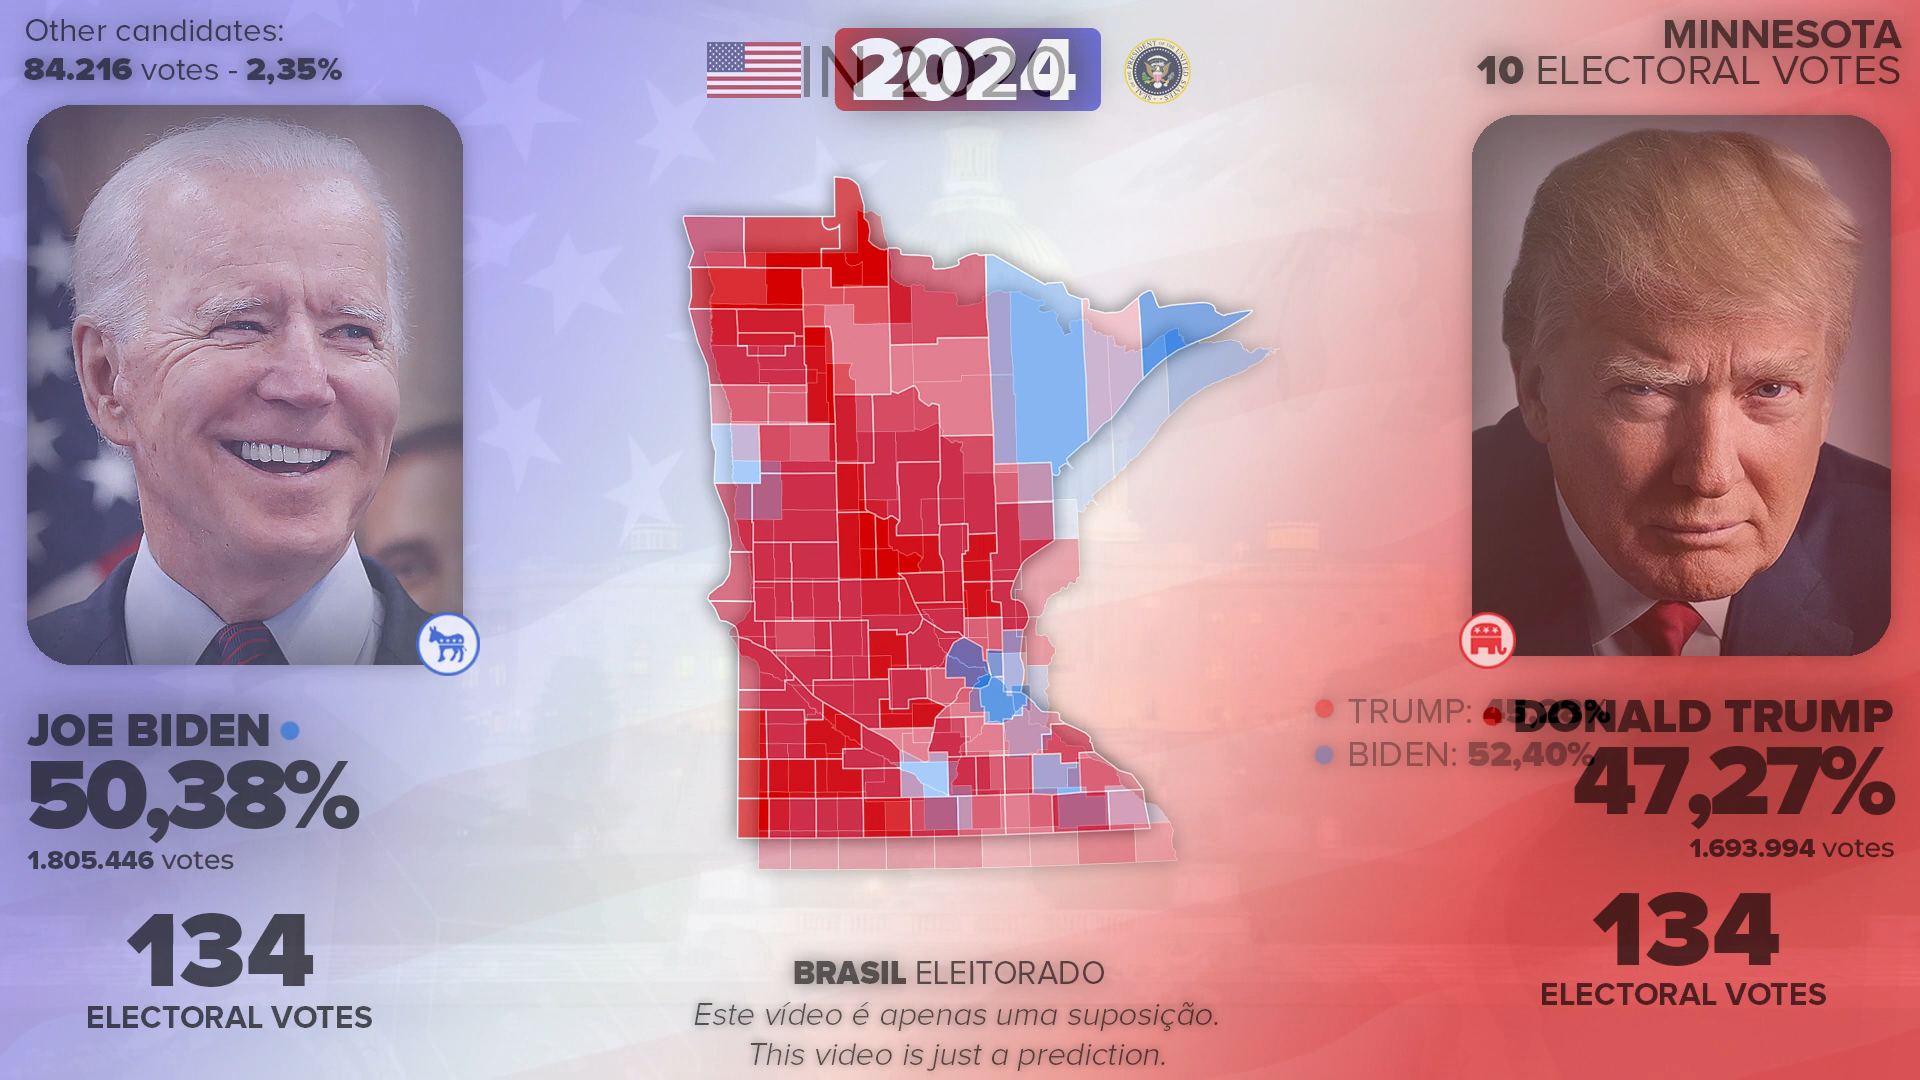 Other candidates:
84.216 votes - 2,35%
IN 2020
2024
MINNESOTA
10 ELECTORAL VOTES
JOE BIDEN
50,38%
1.805.446 votes
134
ELECTORAL VOTES
TRUMP:
BIDEN: 52,40%
DONALD TRUMP
47,27%
1.693.994 votes
134
ELECTORAL VOTES
BRASIL ELEITORADO
Este vídeo é apenas uma suposição.
This video is just a prediction.